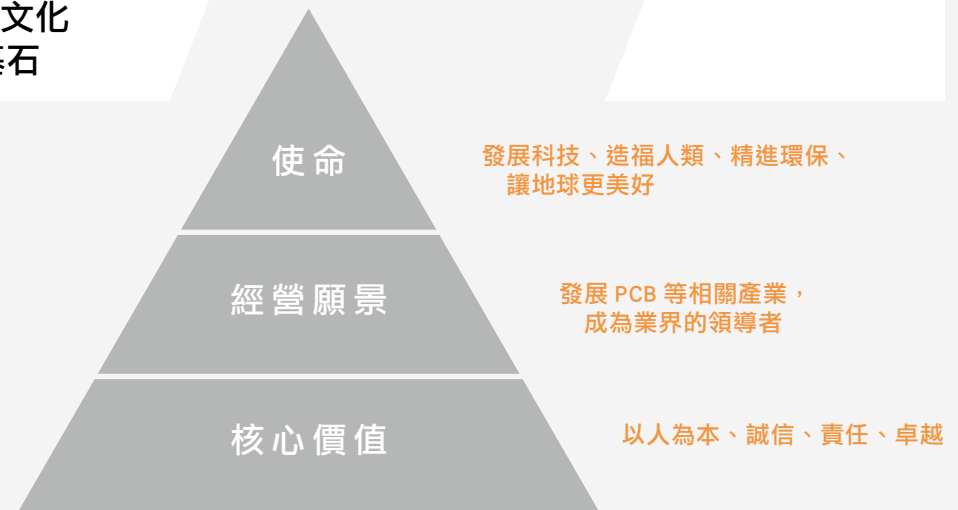 文化
石
使命
發展科技、造福人類、精進環保、
讓地球更美好
經營願景
發展 PCB 等相關產業，
成為業界的領導者
核心價值
以人為本、誠信、責任、卓越